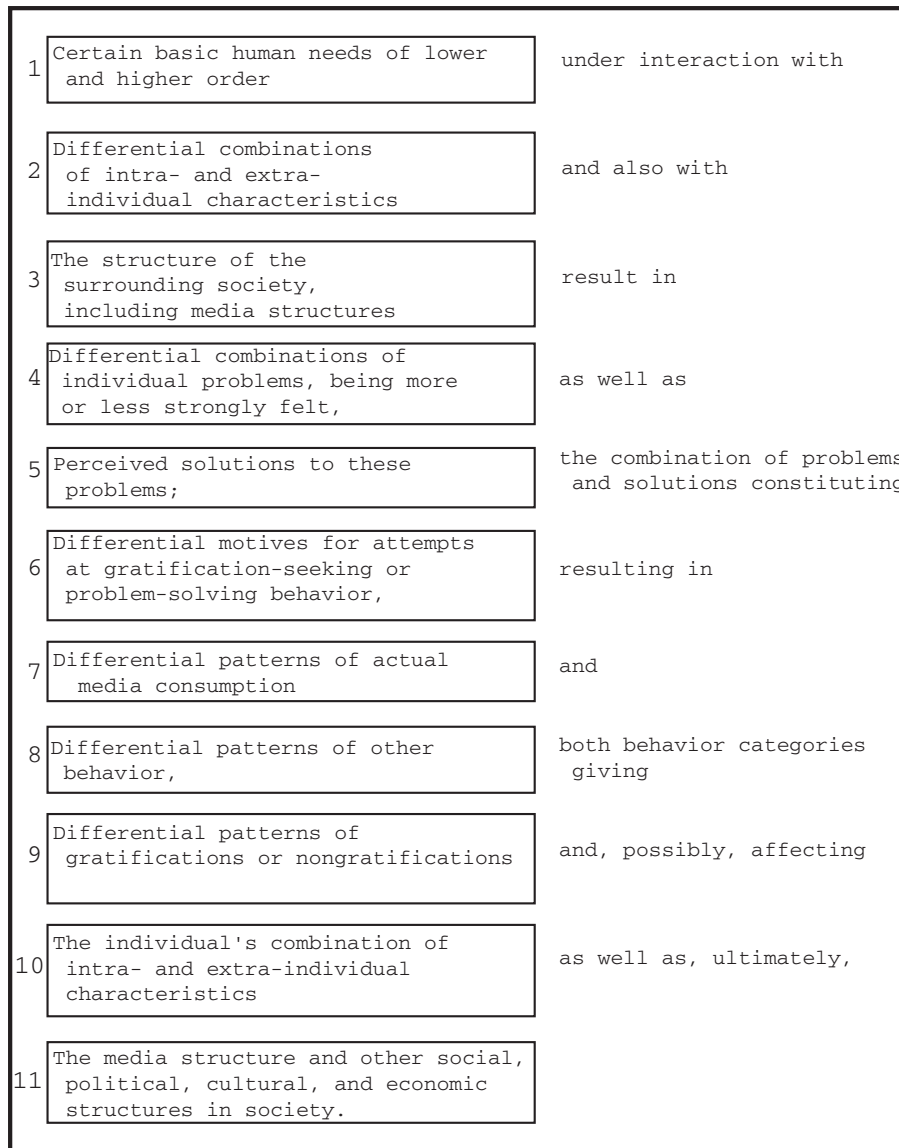 1
Certain basic human needs of lower
and higher order
under interaction with
2
Differential combinations
of intra- and extra-
individual characteristics
and also with
3
The structure of the
surrounding society,
including media structures
result in
4
Differential combinations of
individual problems, being more
or less strongly felt,
as well as
5
Perceived solutions to these
problems;
the combination of problems
and solutions constituting
6
Differential motives for attempts
at gratification-seeking or
problem-solving behavior,
resulting in
7
Differential patterns of actual
media consumption
and
8
Differential patterns of other
behavior,
both behavior categories
giving
9
Differential patterns of
gratifications or nongratifications
and, possibly, affecting
10
The individual's combination of
intra- and extra-individual
characteristics
as well as, ultimately,
11
The media structure and other social,
political, cultural, and economic
structures in society.